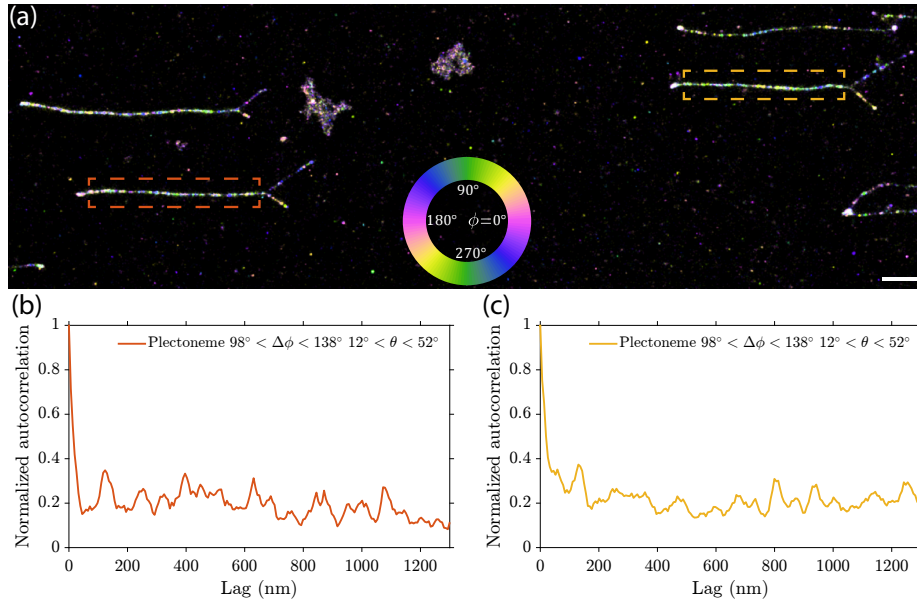 (a)
90°
180° ϕ=0°
270°
(b)
(c)
1
0.8
0.6
0.4
0.2
0
Normalized autocorrelation
Plectoneme 98° < Δϕ < 138° 12° < θ < 52°
0 200 400 600 800 1000 1200
Lag (nm)
1
0.8
0.6
0.4
0.2
0
Normalized autocorrelation
Plectoneme 98° < Δϕ < 138° 12° < θ < 52°
0 200 400 600 800 1000 1200
Lag (nm)